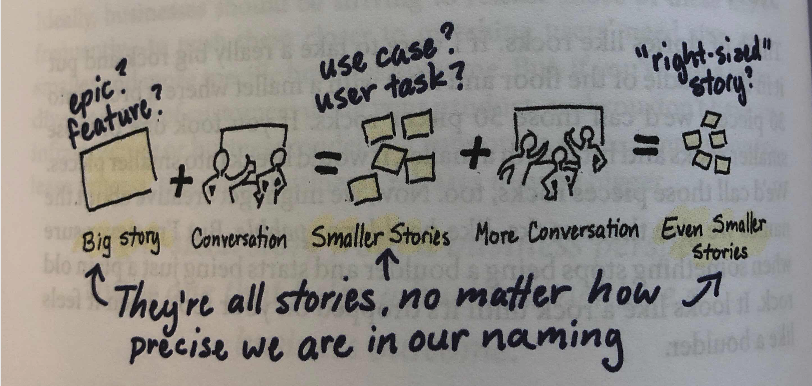 epic?
feature?
use case?
user task?
"right-sized"
story?
+
=
+
=
Big story
Conversation
Smaller Stories
More Conversation
Even Smaller
Stories
They're all stories, no matter how
precise we are in our naming